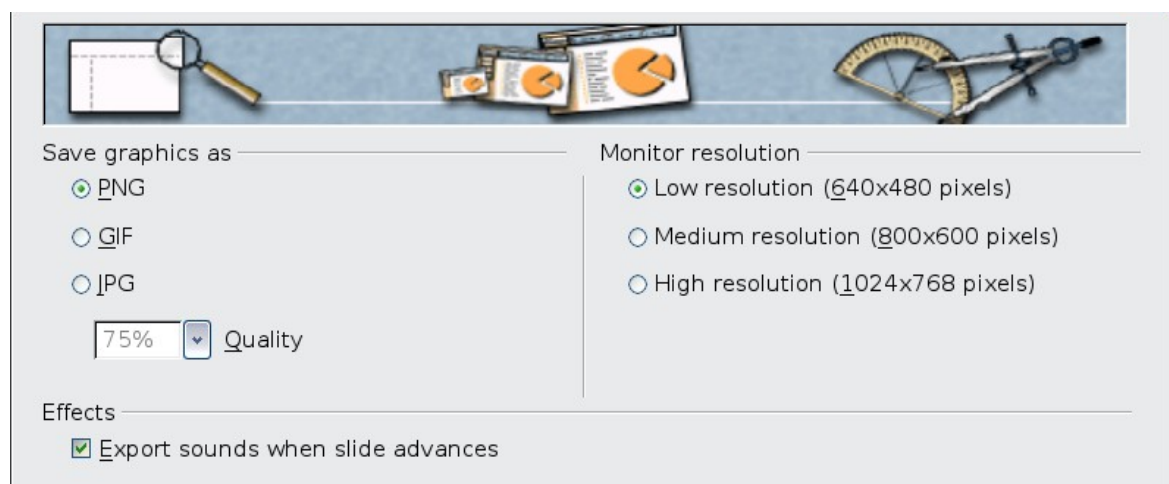 Save graphics as
PNG
GIF
JPG
75% Quality
Monitor resolution
Low resolution (640x480 pixels)
Medium resolution (800x600 pixels)
High resolution (1024x768 pixels)
Effects
Export sounds when slide advances